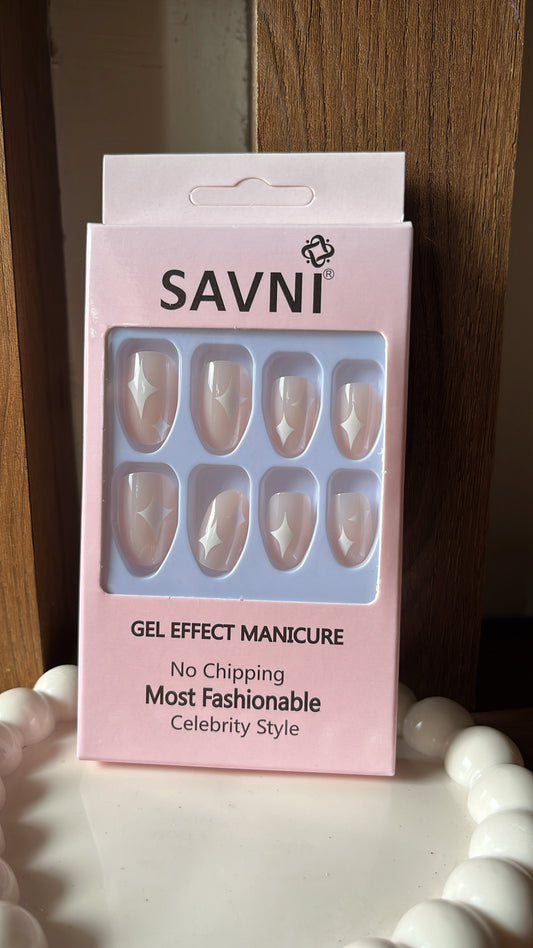 SAVNI®
GEL EFFECT MANICURE
No Chipping
Most Fashionable
Celebrity Style